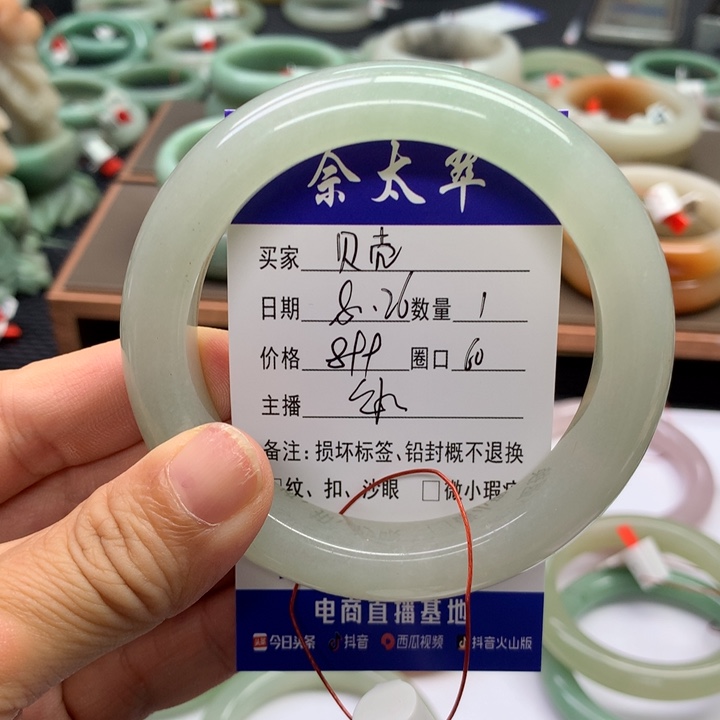 佘太翠
买家 贝壳
日期 8.26 数量 1
价格 899 圈口 60
主播
备注：损坏标签、铅封概不退换
纹、扣、沙眼 □微小瑕疵
电商直播基地
头条 今日头条 抖音 西瓜视频 抖音火山版